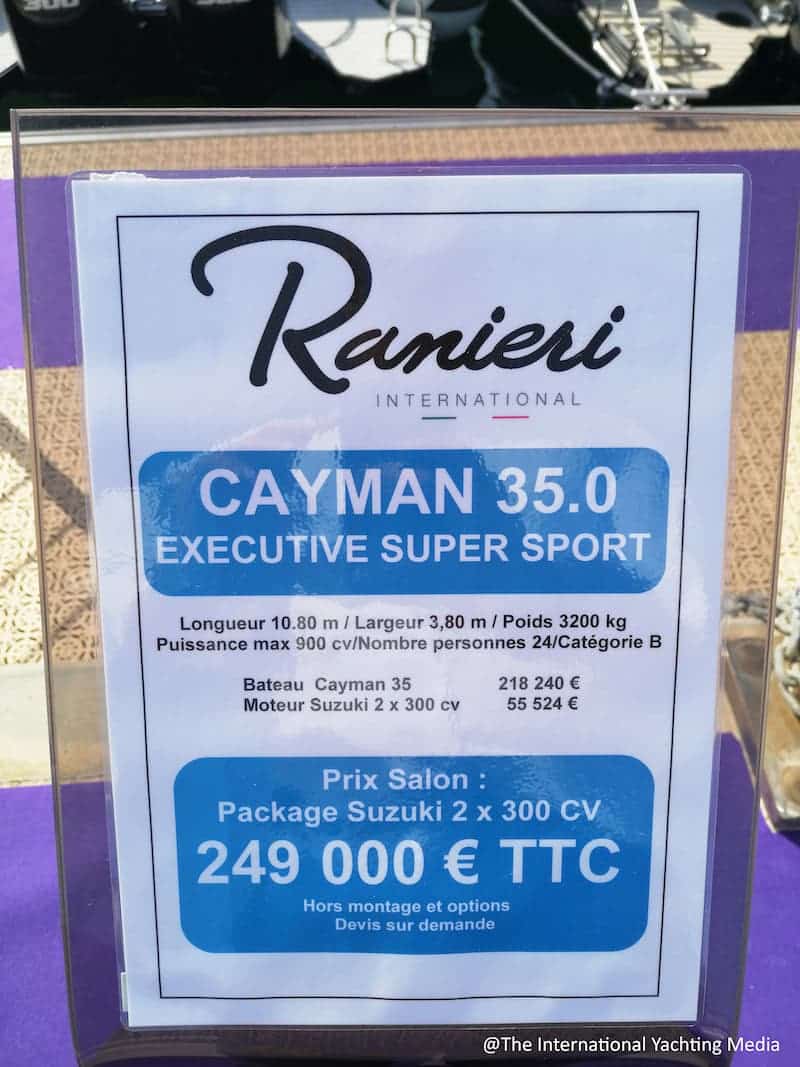 300
Ranieri
INTERNATIONAL
CAYMAN 35.0
EXECUTIVE SUPER SPORT
Longueur 10.80 m / Largeur 3,80 m / Poids 3200 kg
Puissance max 900 cv/Nombre personnes 24/Catégorie B
Bateau Cayman 35 218 240 €
Moteur Suzuki 2 x 300 cv 55 524 €
Prix Salon :
Package Suzuki 2 x 300 CV
249 000 € TTC
Hors montage et options
Devis sur demande
@The International Yachting Media